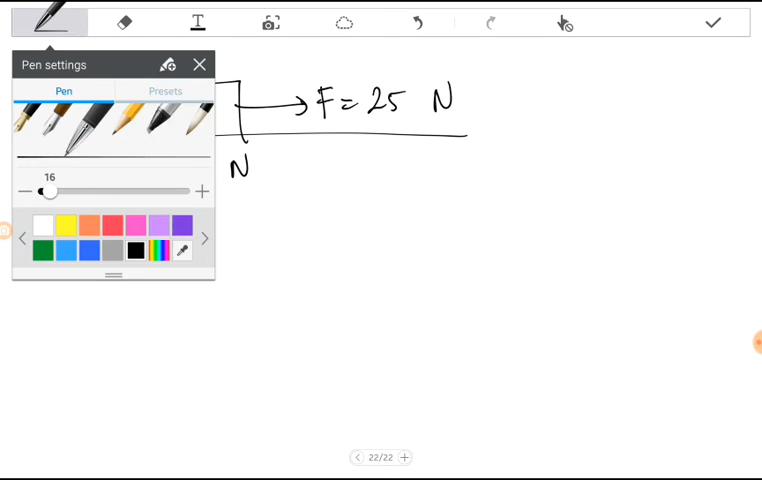 T
Pen settings
Pen
Presets
F = 25 N
N
16
22/22